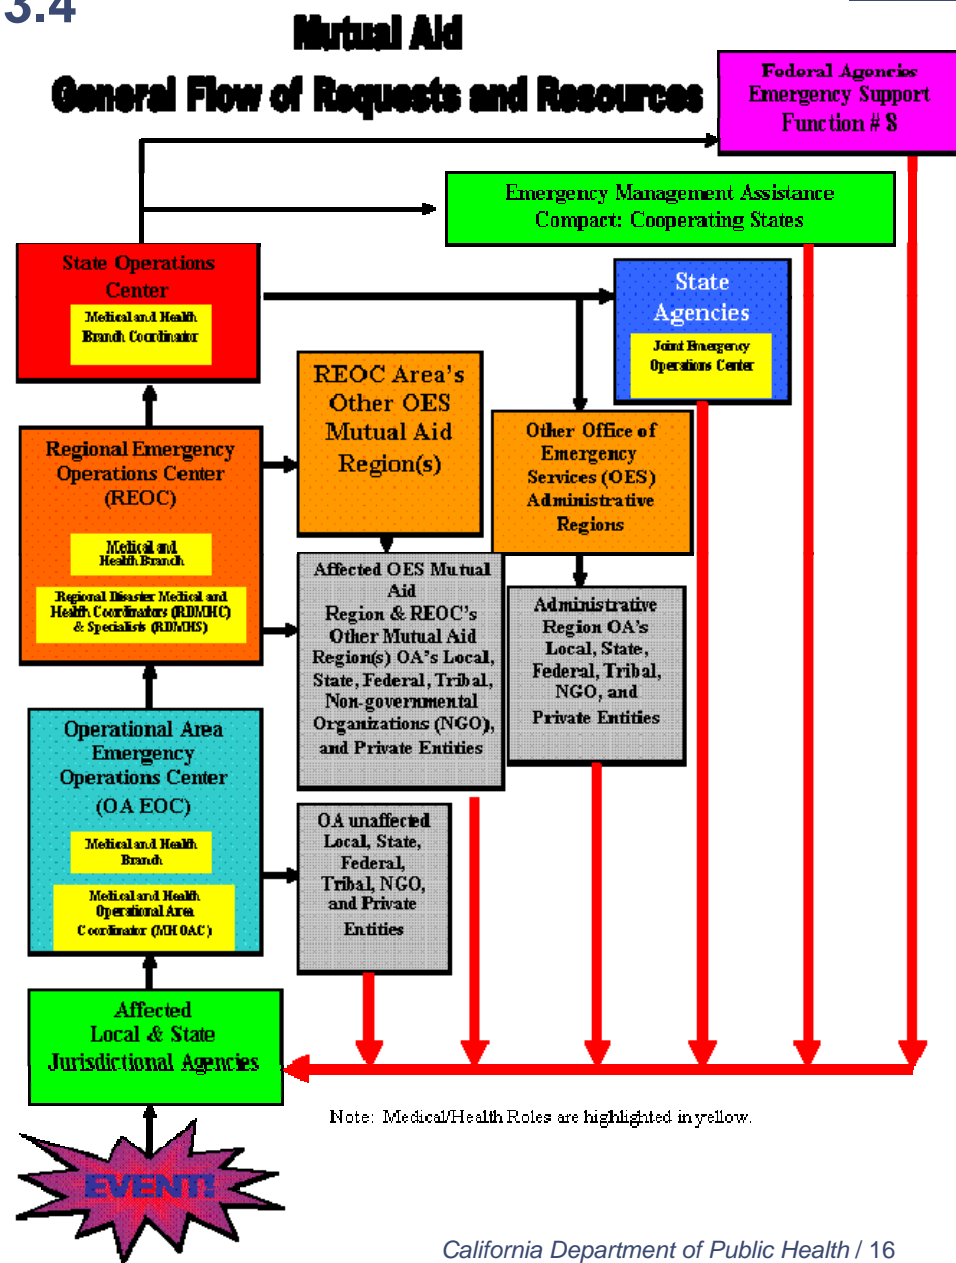 3.4
Mutual Aid
General Flow of Requests and Resources
Federal Agencies
Emergency Support
Function # 8
Emergency Management Assistance
Compact: Cooperating States
State Operations
Center
Medical and Health
Branch Coordinator
State
Agencies
Joint Emergency
Operations Center
REOC Area's
Other OES
Mutual Aid
Region(s)
Other Office of
Emergency
Services (OES)
Administrative
Regions
Regional Emergency
Operations Center
(REOC)
Medical and
Health Branch
Regional Disaster Medical and
Health Coordinators (RDMHC)
& Specialists (RDMHS)
Affected OES Mutual
Aid
Region & REOC's
Other Mutual Aid
Region(s) OA's Local,
State, Federal, Tribal,
Non-governmental
Organizations (NGO),
and Private Entities
Administrative
Region OA's
Local, State,
Federal, Tribal,
NGO, and
Private Entities
Operational Area
Emergency
Operations Center
(OA EOC)
Medical and Health
Branch
Medical and Health
Operational Area
Coordinator (MHOAC)
OA unaffected
Local, State,
Federal,
Tribal, NGO,
and Private
Entities
Affected
Local & State
Jurisdictional Agencies
Note: Medical/Health Roles are highlighted in yellow.
EVENT!
California Department of Public Health / 16